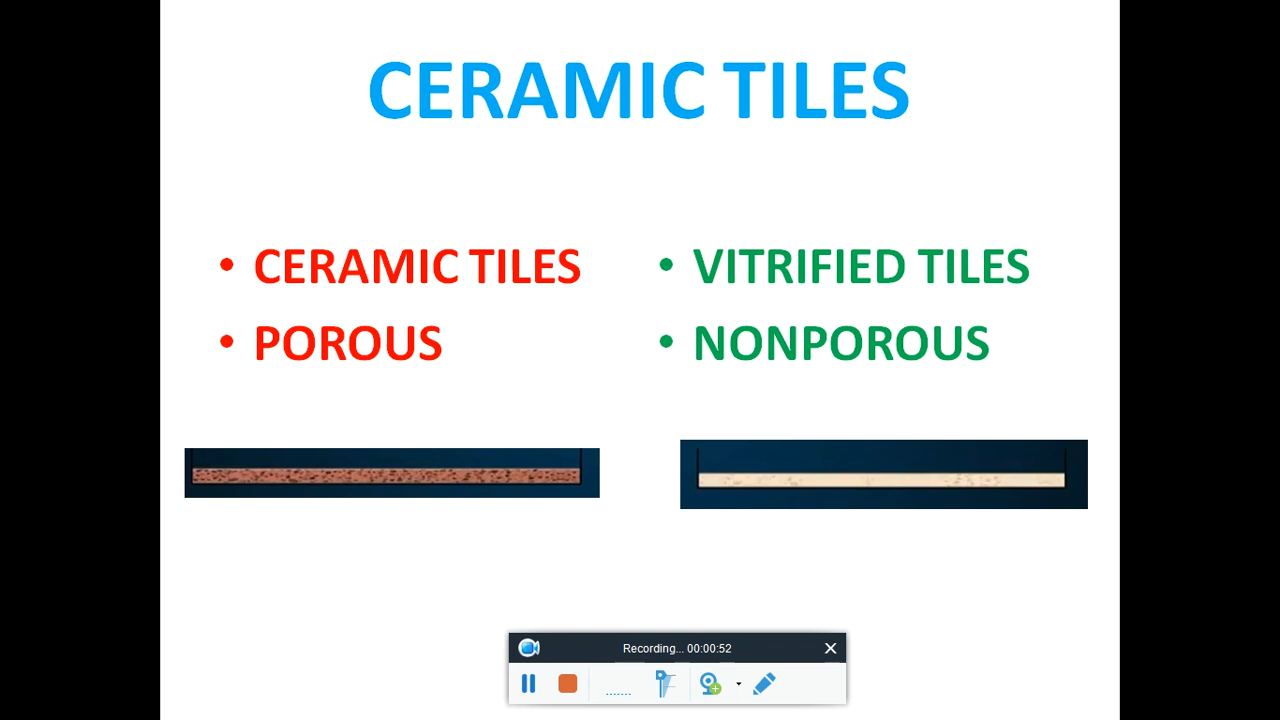 CERAMIC TILES
• CERAMIC TILES
• POROUS
• VITRIFIED TILES
• NONPOROUS
Recording... 00:00:52